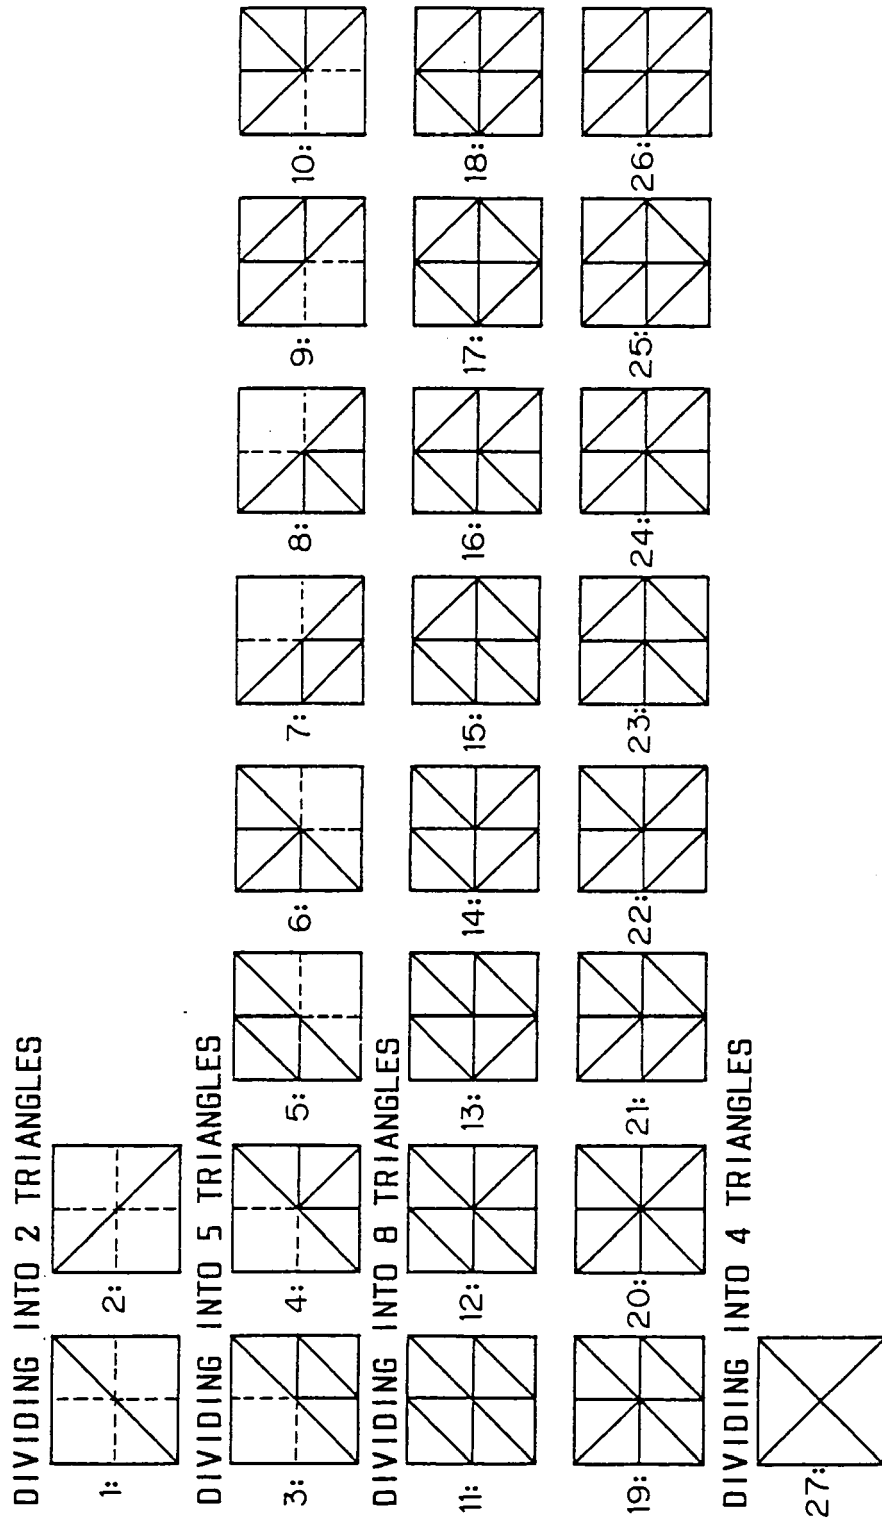 DIVIDING INTO 2 TRIANGLES
1: 2:
DIVIDING INTO 5 TRIANGLES
3: 4: 5: 6: 7: 8: 9: 10:
DIVIDING INTO 8 TRIANGLES
11: 12: 13: 14: 15: 16: 17: 18:
19: 20: 21: 22: 23: 24: 25: 26:
DIVIDING INTO 4 TRIANGLES
27: